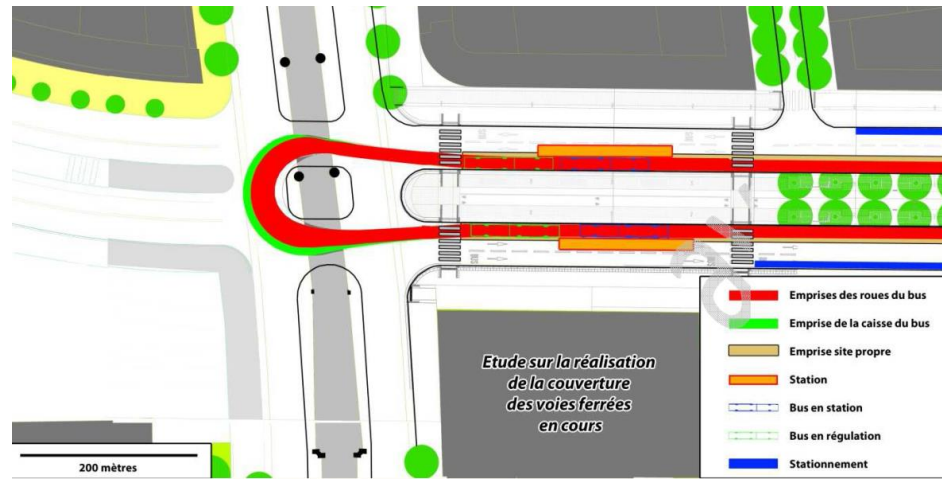 Etude sur la réalisation
de la couverture
des voies ferrées
en cours
Emprises des roues du bus
Emprise de la caisse du bus
Emprise site propre
Station
Bus en station
Bus en régulation
Stationnement
200 mètres